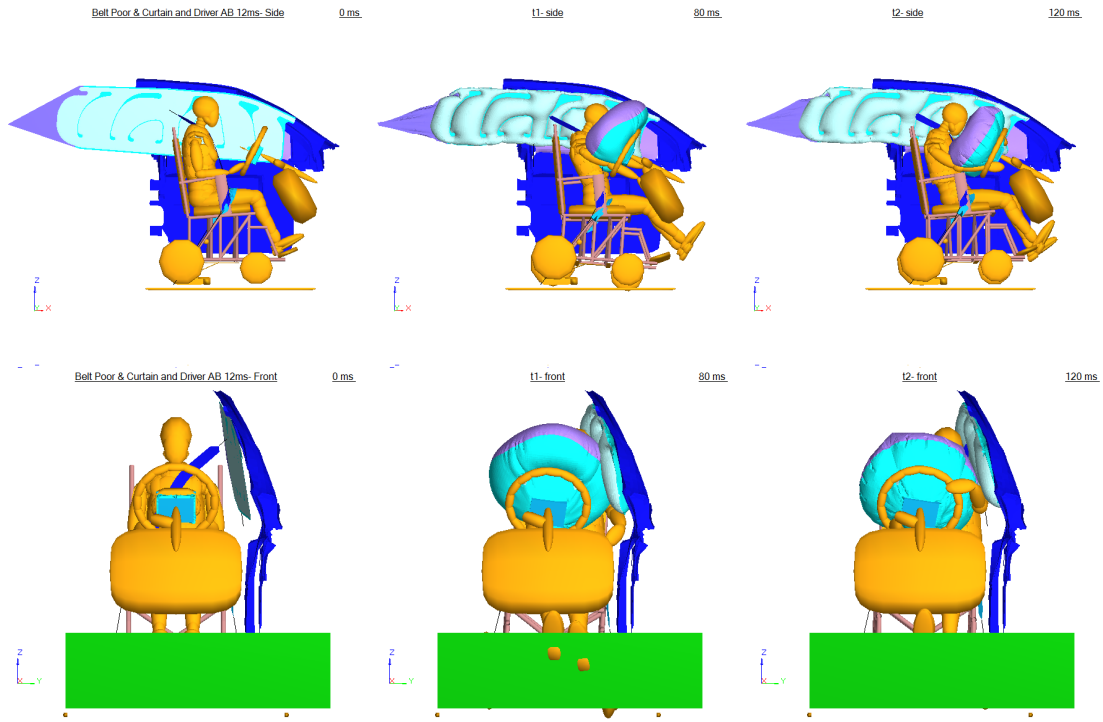 Belt Poor & Curtain and Driver AB 12ms- Side 0 ms
t1- side 80 ms
t2- side 120 ms
Z
Y X
Z
Y X
Z
Y X
Belt Poor & Curtain and Driver AB 12ms- Front 0 ms
t1- front 80 ms
t2- front 120 ms
Z
X Y
Z
X Y
Z
X Y